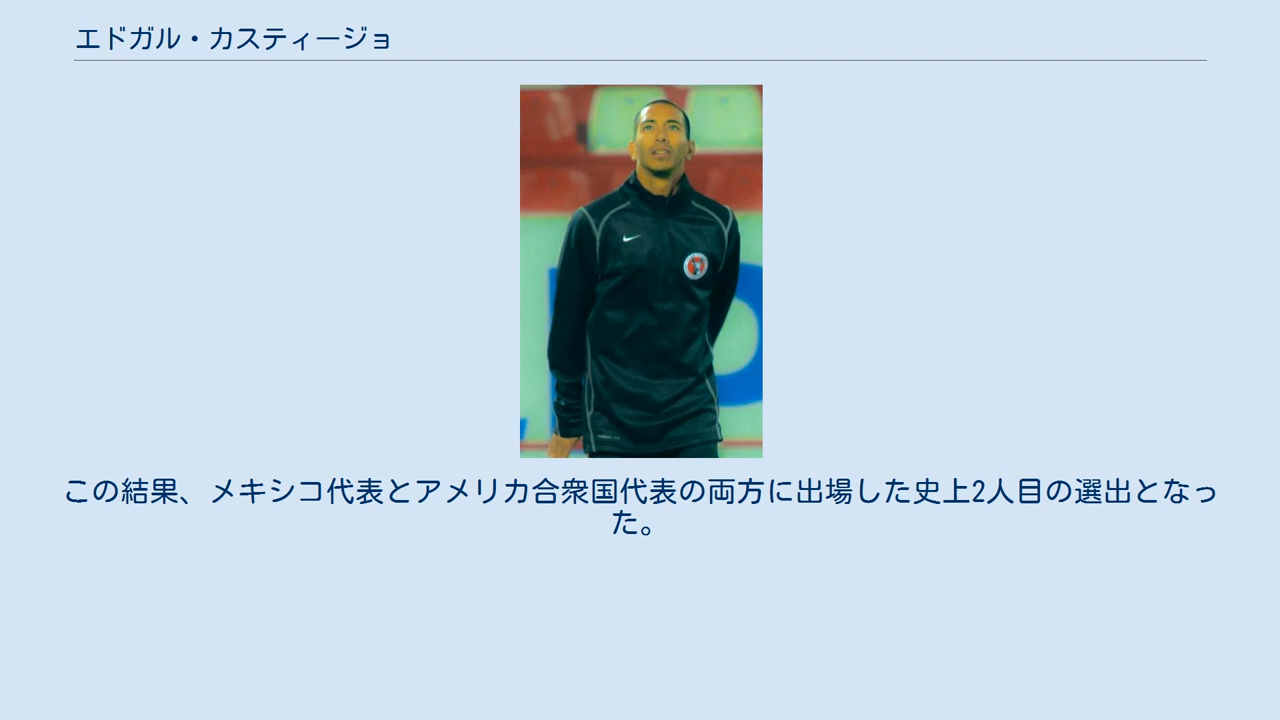 エドガル・カスティージョ
この結果、メキシコ代表とアメリカ合衆国代表の両方に出場した史上2人目の選出となっ
た。